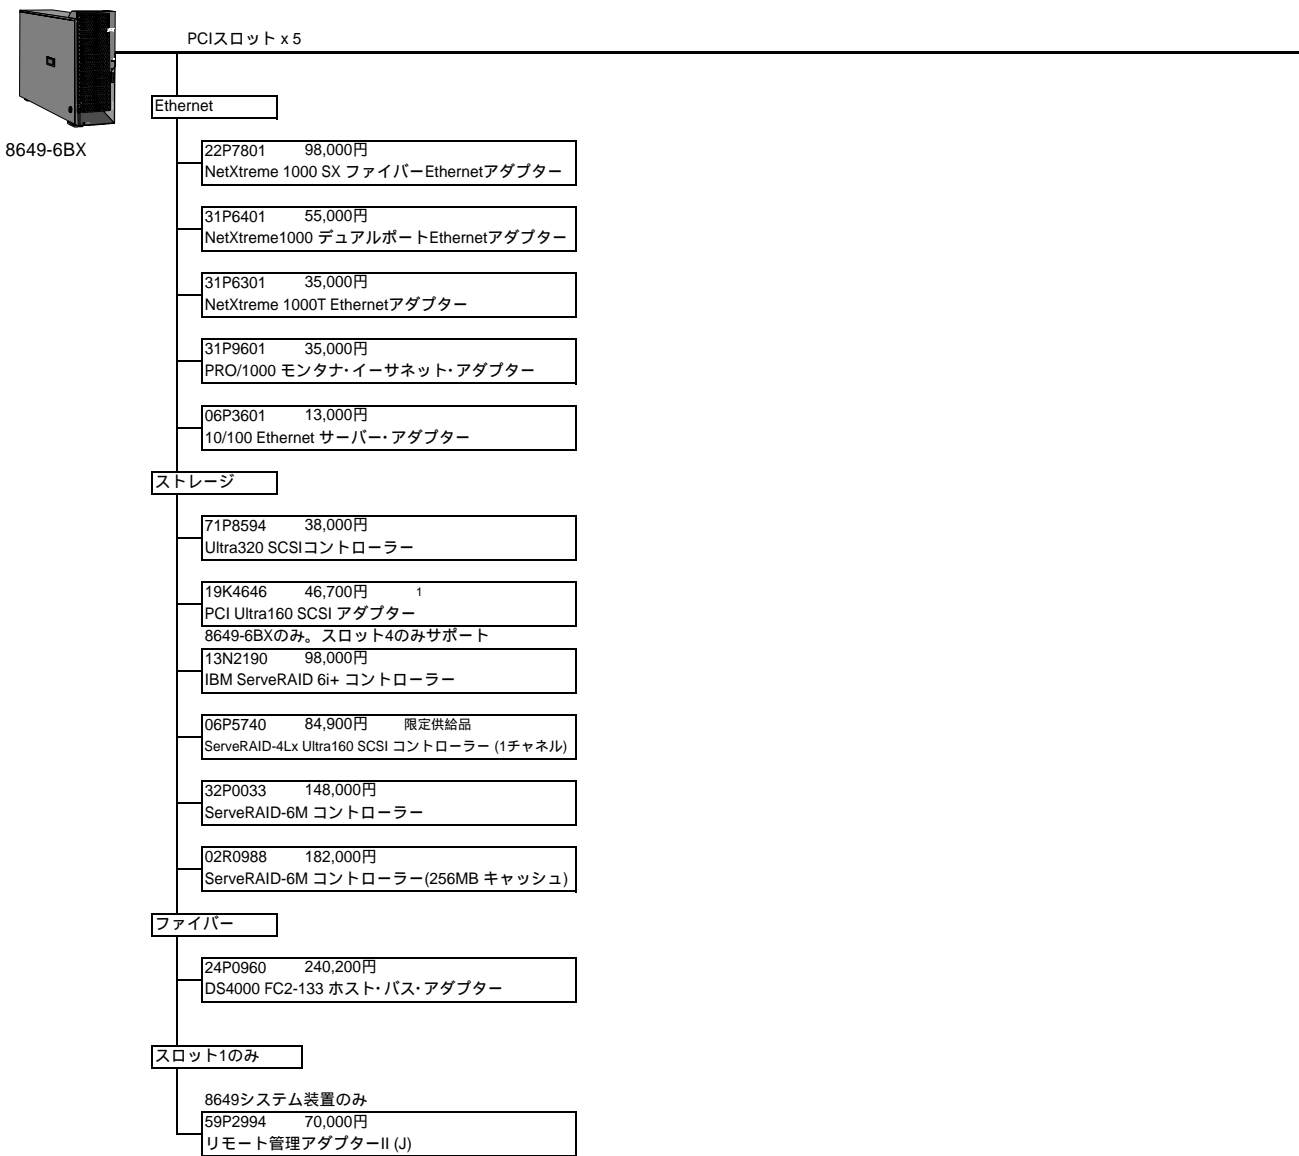 PCIスロット x 5
Ethernet
8649-6BX
22P7801 98,000円
NetXtreme 1000 SX ファイバーEthernetアダプター
31P6401 55,000円
NetXtreme1000 デュアルポートEthernetアダプター
31P6301 35,000円
NetXtreme 1000T Ethernetアダプター
31P9601 35,000円
PRO/1000 モンタナ･イーサネット･アダプター
06P3601 13,000円
10/100 Ethernet サーバー･アダプター
ストレージ
71P8594 38,000円
Ultra320 SCSIコントローラー
19K4646 46,700円 1
PCI Ultra160 SCSI アダプター
8649-6BXのみ。スロット4のみサポート
13N2190 98,000円
IBM ServeRAID 6i+ コントローラー
06P5740 84,900円 限定供給品
ServeRAID-4Lx Ultra160 SCSI コントローラー (1チャネル)
32P0033 148,000円
ServeRAID-6M コントローラー
02R0988 182,000円
ServeRAID-6M コントローラー(256MB キャッシュ)
ファイバー
24P0960 240,200円
DS4000 FC2-133 ホスト･バス･アダプター
スロット1のみ
8649システム装置のみ
59P2994 70,000円
リモート管理アダプターII (J)